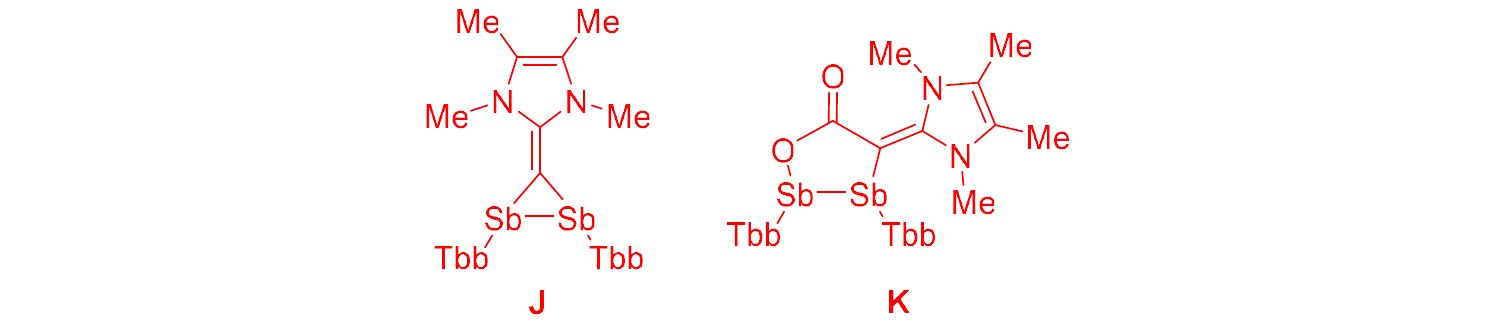 Me Me
N N
Me Me
Sb Sb
Tbb Tbb
J
O Me Me
N
Me
O N
Sb Sb Me
Tbb Tbb
K